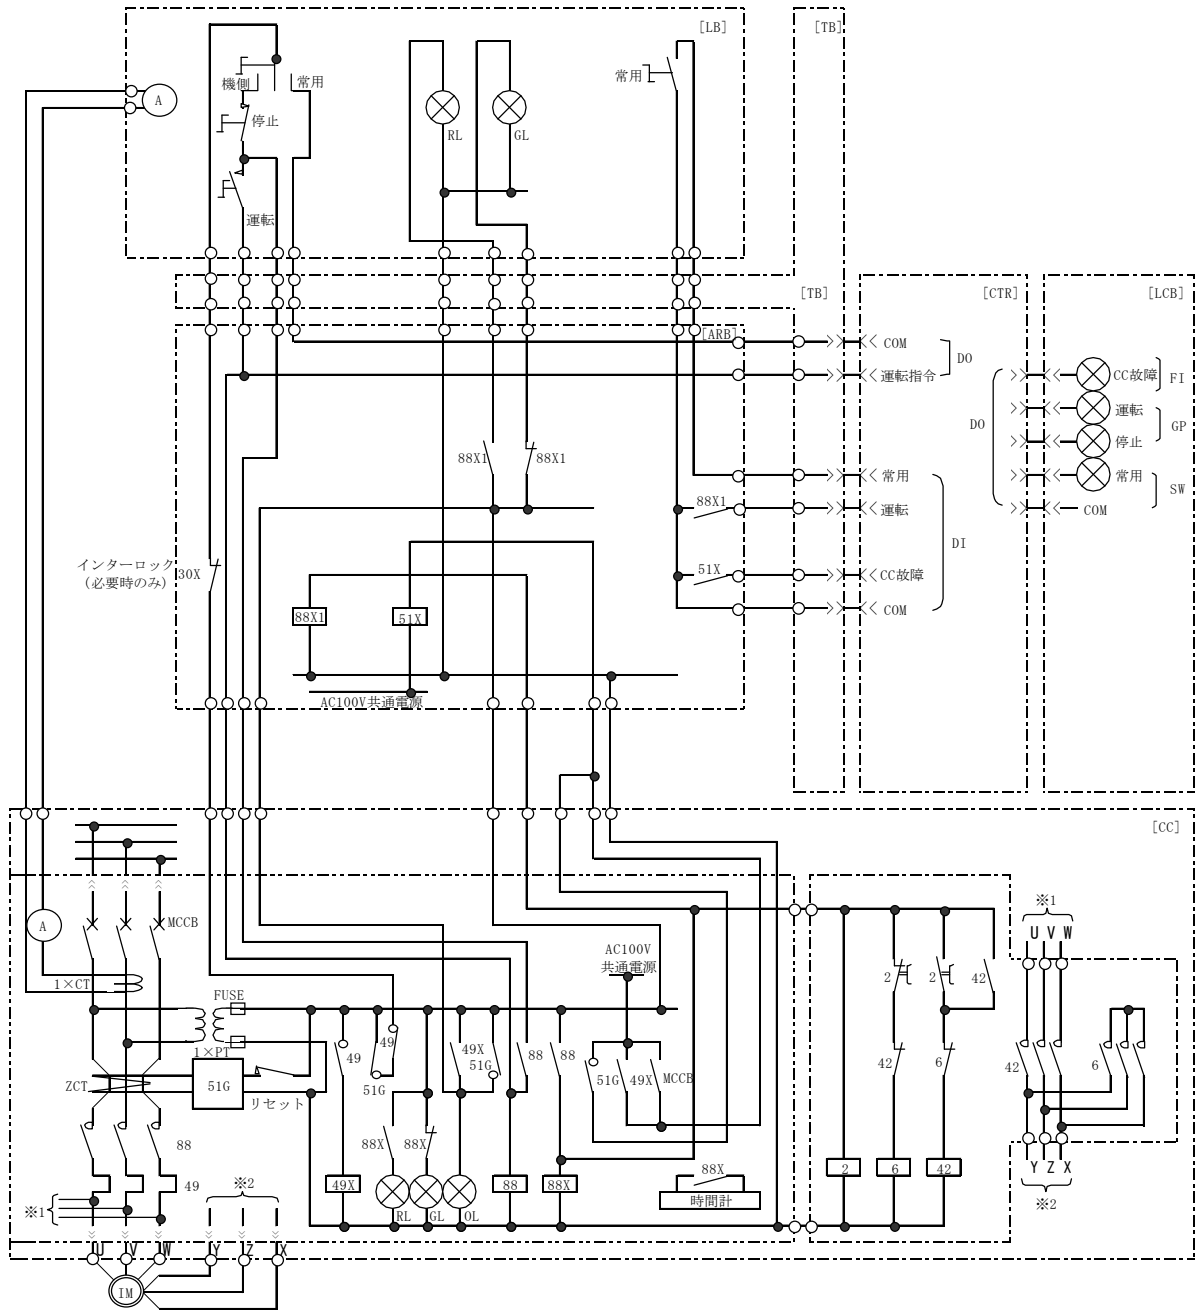 [LB]
[TB]
機側
常用
常用
A
停止
RL
GL
運転
[TB]
[CTR]
[LCB]
[ARB]
COM
DO
運転指令
CC故障
FI
DO
運転
GP
停止
88X1
88X1
常用
常用
SW
88X1
運転
COM
DI
インターロック
(必要時のみ)
30X
51X
CC故障
COM
88X1
51X
AC100V共通電源
[CC]
※1
A
MCCB
U V W
AC100V
共通電源
1×CT
2
2
42
FUSE
49
49
49X
51G
88
88
1×PT
42
6
42
6
ZCT
51G
51G
51G
49X
MCCB
リセット
88X
88X
88
88X
49X
88
88X
2
6
42
Y Z X
49
※2
時間計
※1
※2
RL
GL
OL
U
V
W
Y
Z
X
IM